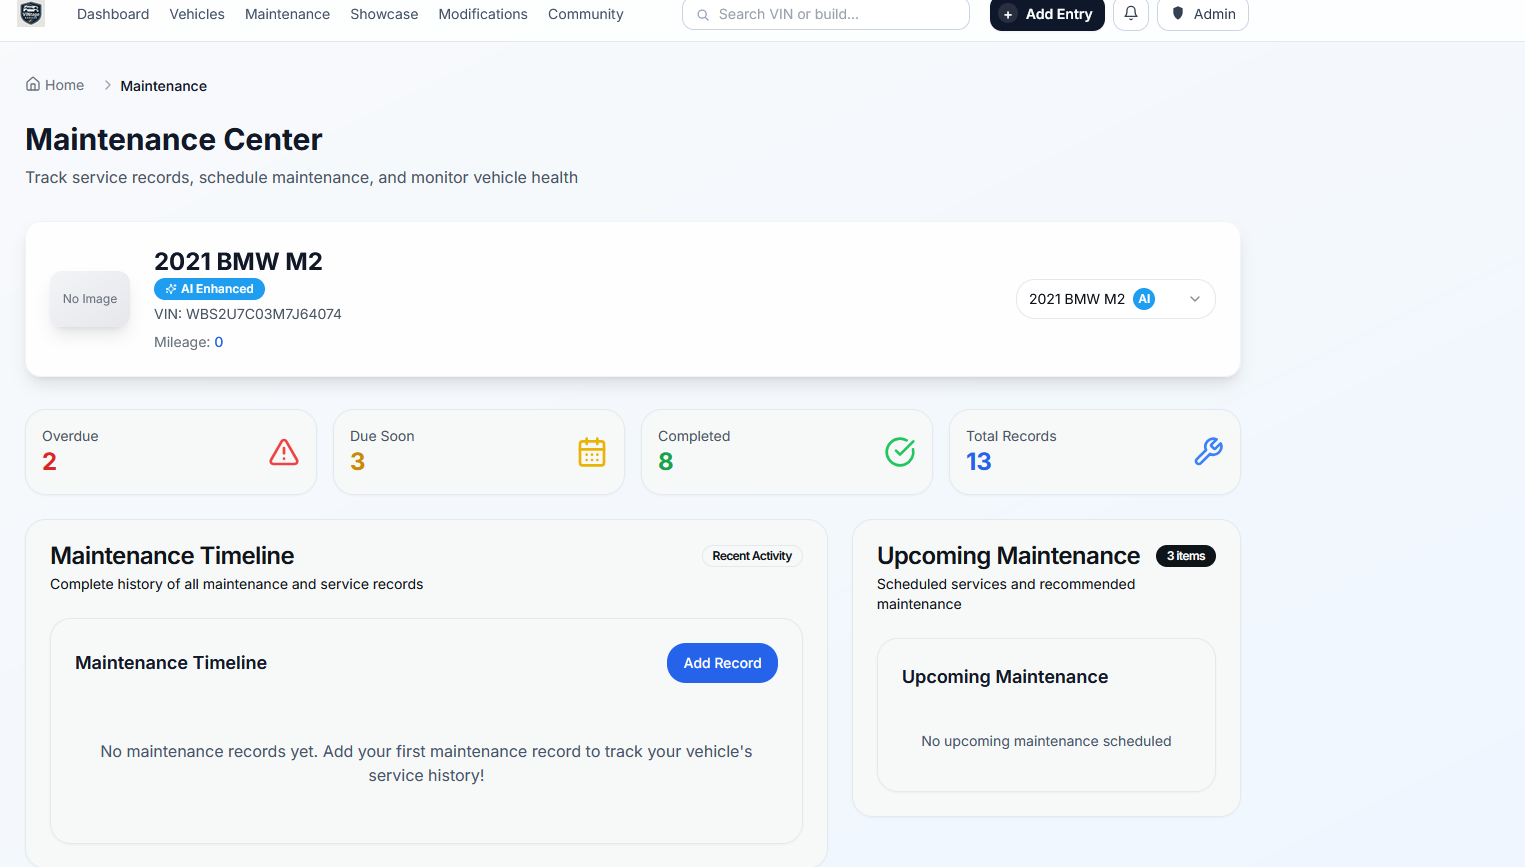 Dashboard Vehicles Maintenance Showcase Modifications Community Search VIN or build... + Add Entry Admin
Home > Maintenance
Maintenance Center
Track service records, schedule maintenance, and monitor vehicle health
No Image
2021 BMW M2
AI Enhanced
VIN: WBS2U7C03M7J64074
Mileage: 0
2021 BMW M2 AI
Overdue
2
Due Soon
3
Completed
8
Total Records
13
Maintenance Timeline
Recent Activity
Complete history of all maintenance and service records
Maintenance Timeline
Add Record
No maintenance records yet. Add your first maintenance record to track your vehicle's
service history!
Upcoming Maintenance
3 items
Scheduled services and recommended
maintenance
Upcoming Maintenance
No upcoming maintenance scheduled